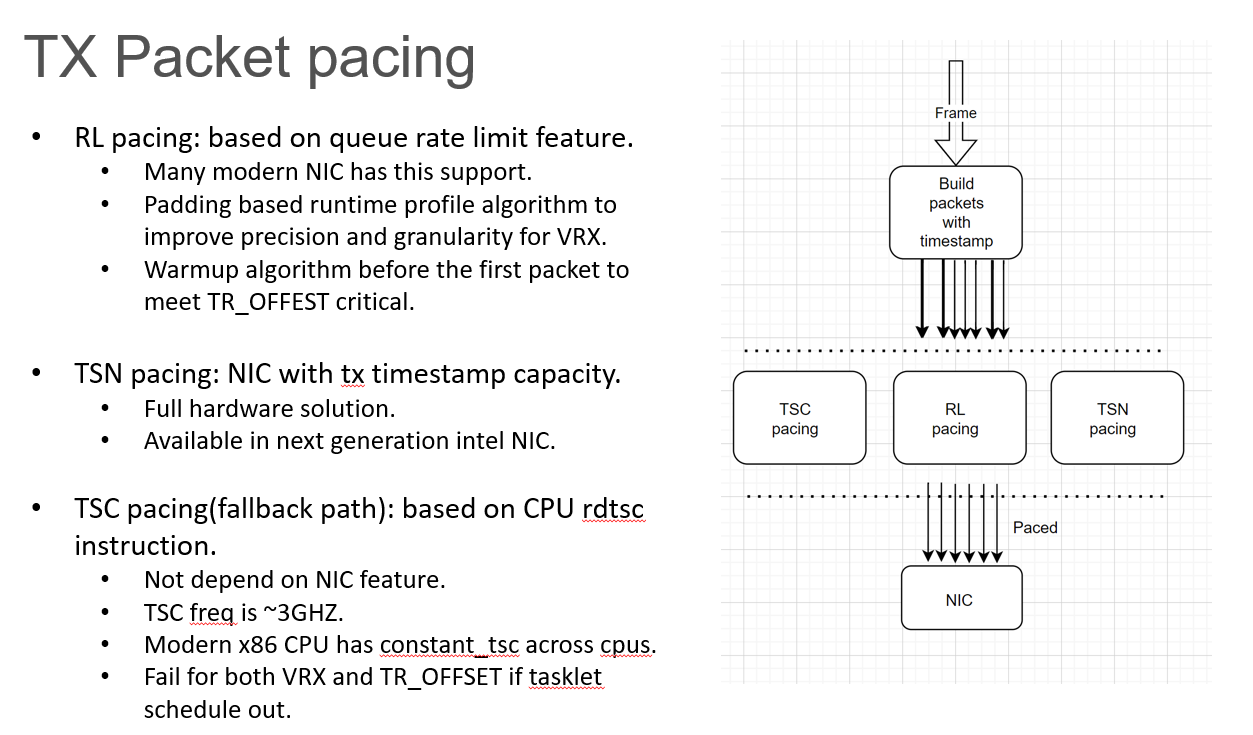 TX Packet pacing
• RL pacing: based on queue rate limit feature.
• Many modern NIC has this support.
• Padding based runtime profile algorithm to
improve precision and granularity for VRX.
• Warmup algorithm before the first packet to
meet TR_OFFEST critical.
• TSN pacing: NIC with tx timestamp capacity.
• Full hardware solution.
• Available in next generation intel NIC.
• TSC pacing(fallback path): based on CPU rdtsc
instruction.
• Not depend on NIC feature.
• TSC freq is ~3GHZ.
• Modern x86 CPU has constant_tsc across cpus.
• Fail for both VRX and TR_OFFSET if tasklet
schedule out.
Frame
Build
packets
with
timestamp
TSC
pacing
RL
pacing
TSN
pacing
Paced
NIC